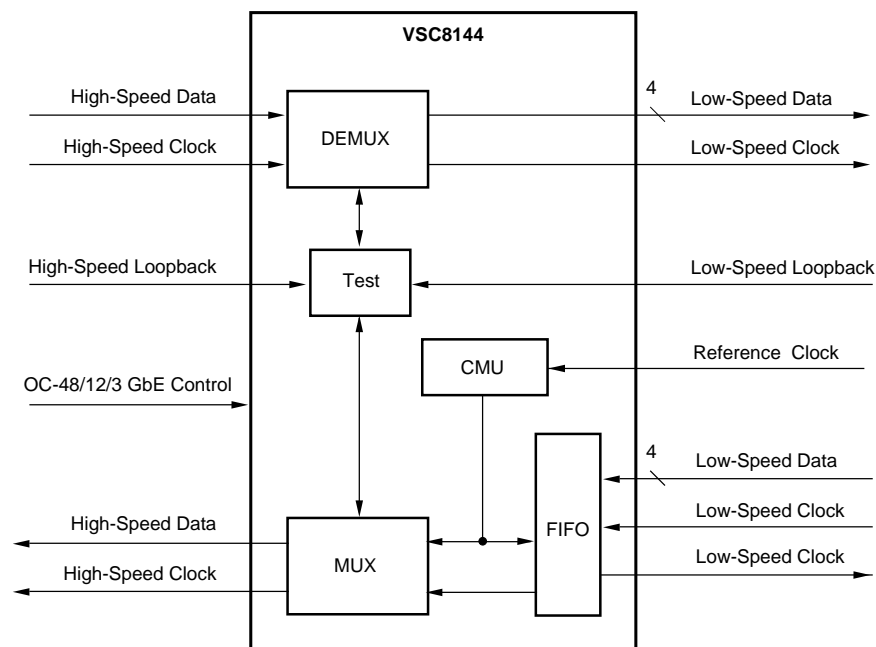 VSC8144
High-Speed Data
4
Low-Speed Data
DEMUX
High-Speed Clock
Low-Speed Clock
High-Speed Loopback
Test
Low-Speed Loopback
CMU
Reference Clock
OC-48/12/3 GbE Control
4
Low-Speed Data
High-Speed Data
FIFO
Low-Speed Clock
MUX
Low-Speed Clock
High-Speed Clock